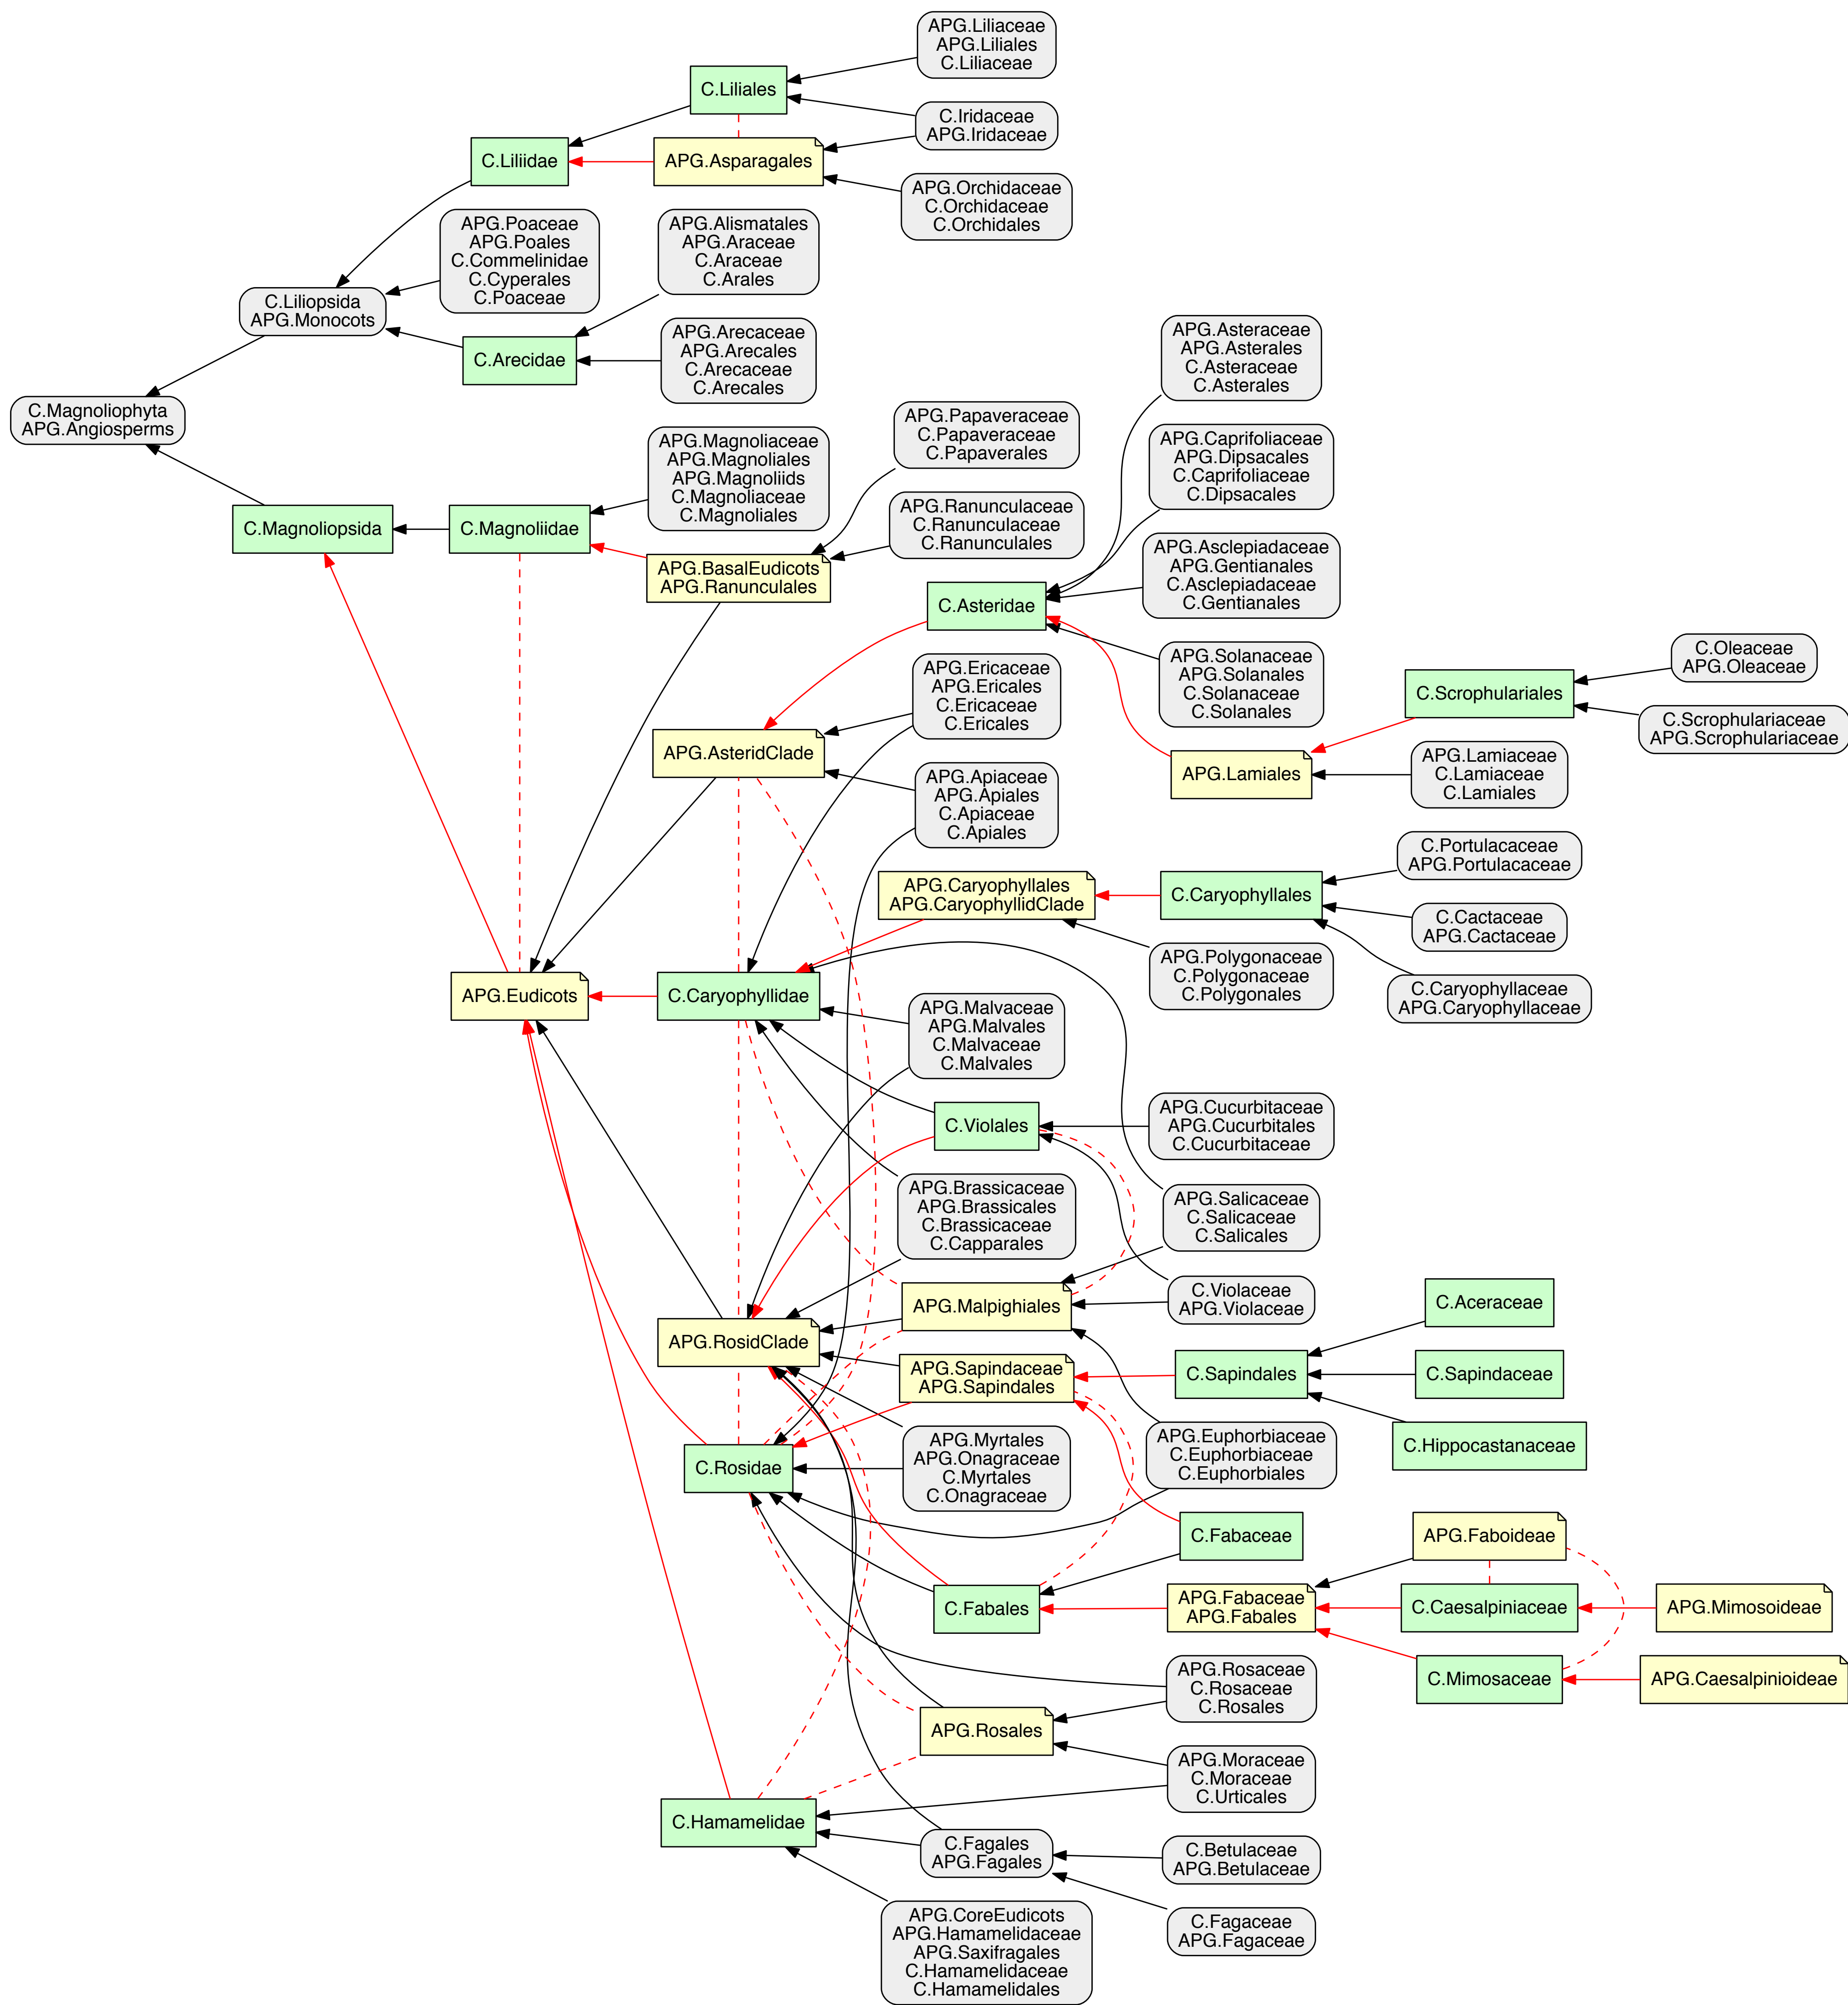 APG.Liliaceae
APG.Liliales
C.Liliaceae
C.Liliales
C.Iridaceae
APG.Iridaceae
C.Liliidae
APG.Asparagales
APG.Orchidaceae
C.Orchidaceae
C.Orchidales
APG.Poaceae
APG.Poales
C.Commelinidae
C.Cyperales
C.Poaceae
APG.Alismatales
APG.Araceae
C.Araceae
C.Arales
C.Liliopsida
APG.Monocots
C.Arecidae
APG.Arecaceae
APG.Arecales
C.Arecaceae
C.Arecales
APG.Asteraceae
APG.Asterales
C.Asteraceae
C.Asterales
C.Magnoliophyta
APG.Angiosperms
APG.Magnoliaceae
APG.Magnoliales
APG.Magnoliids
C.Magnoliaceae
C.Magnoliales
APG.Papaveraceae
C.Papaveraceae
C.Papaverales
APG.Caprifoliaceae
APG.Dipsacales
C.Caprifoliaceae
C.Dipsacales
C.Magnoliopsida
C.Magnoliidae
APG.Ranunculaceae
C.Ranunculaceae
C.Ranunculales
APG.BasalEudicots
APG.Ranunculales
APG.Asclepiadaceae
APG.Gentianales
C.Asclepiadaceae
C.Gentianales
C.Asteridae
APG.Solanaceae
APG.Solanales
C.Solanaceae
C.Solanales
C.Oleaceae
APG.Oleaceae
C.Scrophulariales
C.Scrophulariaceae
APG.Scrophulariaceae
APG.Ericaceae
APG.Ericales
C.Ericaceae
C.Ericales
APG.AsteridClade
APG.Lamiales
APG.Lamiaceae
C.Lamiaceae
C.Lamiales
APG.Apiaceae
APG.Apiales
C.Apiaceae
C.Apiales
C.Portulacaceae
APG.Portulacaceae
APG.Caryophyllales
APG.CaryophyllidClade
C.Caryophyllales
C.Cactaceae
APG.Cactaceae
APG.Polygonaceae
C.Polygonaceae
C.Polygonales
C.Caryophyllaceae
APG.Caryophyllaceae
APG.Eudicots
C.Caryophyllidae
APG.Malvaceae
APG.Malvales
C.Malvaceae
C.Malvales
C.Violales
APG.Cucurbitaceae
APG.Cucurbitales
C.Cucurbitaceae
APG.Brassicaceae
APG.Brassicales
C.Brassicaceae
C.Capparales
APG.Salicaceae
C.Salicaceae
C.Salicales
C.Violaceae
APG.Violaceae
APG.Malpighiales
C.Aceraceae
APG.RosidClade
APG.Sapindaceae
APG.Sapindales
C.Sapindales
C.Sapindaceae
C.Hippocastanaceae
APG.Euphorbiaceae
C.Euphorbiaceae
C.Euphorbiales
C.Rosidae
APG.Myrtales
APG.Onagraceae
C.Myrtales
C.Onagraceae
C.Fabaceae
APG.Faboideae
C.Fabales
APG.Fabaceae
APG.Fabales
C.Caesalpiniaceae
APG.Mimosoideae
C.Mimosaceae
APG.Caesalpinioideae
APG.Rosaceae
C.Rosaceae
C.Rosales
APG.Rosales
APG.Moraceae
C.Moraceae
C.Urticales
C.Hamamelidae
C.Fagales
APG.Fagales
C.Betulaceae
APG.Betulaceae
C.Fagaceae
APG.Fagaceae
APG.CoreEudicots
APG.Hamamelidaceae
APG.Saxifragales
C.Hamamelidaceae
C.Hamamelidales